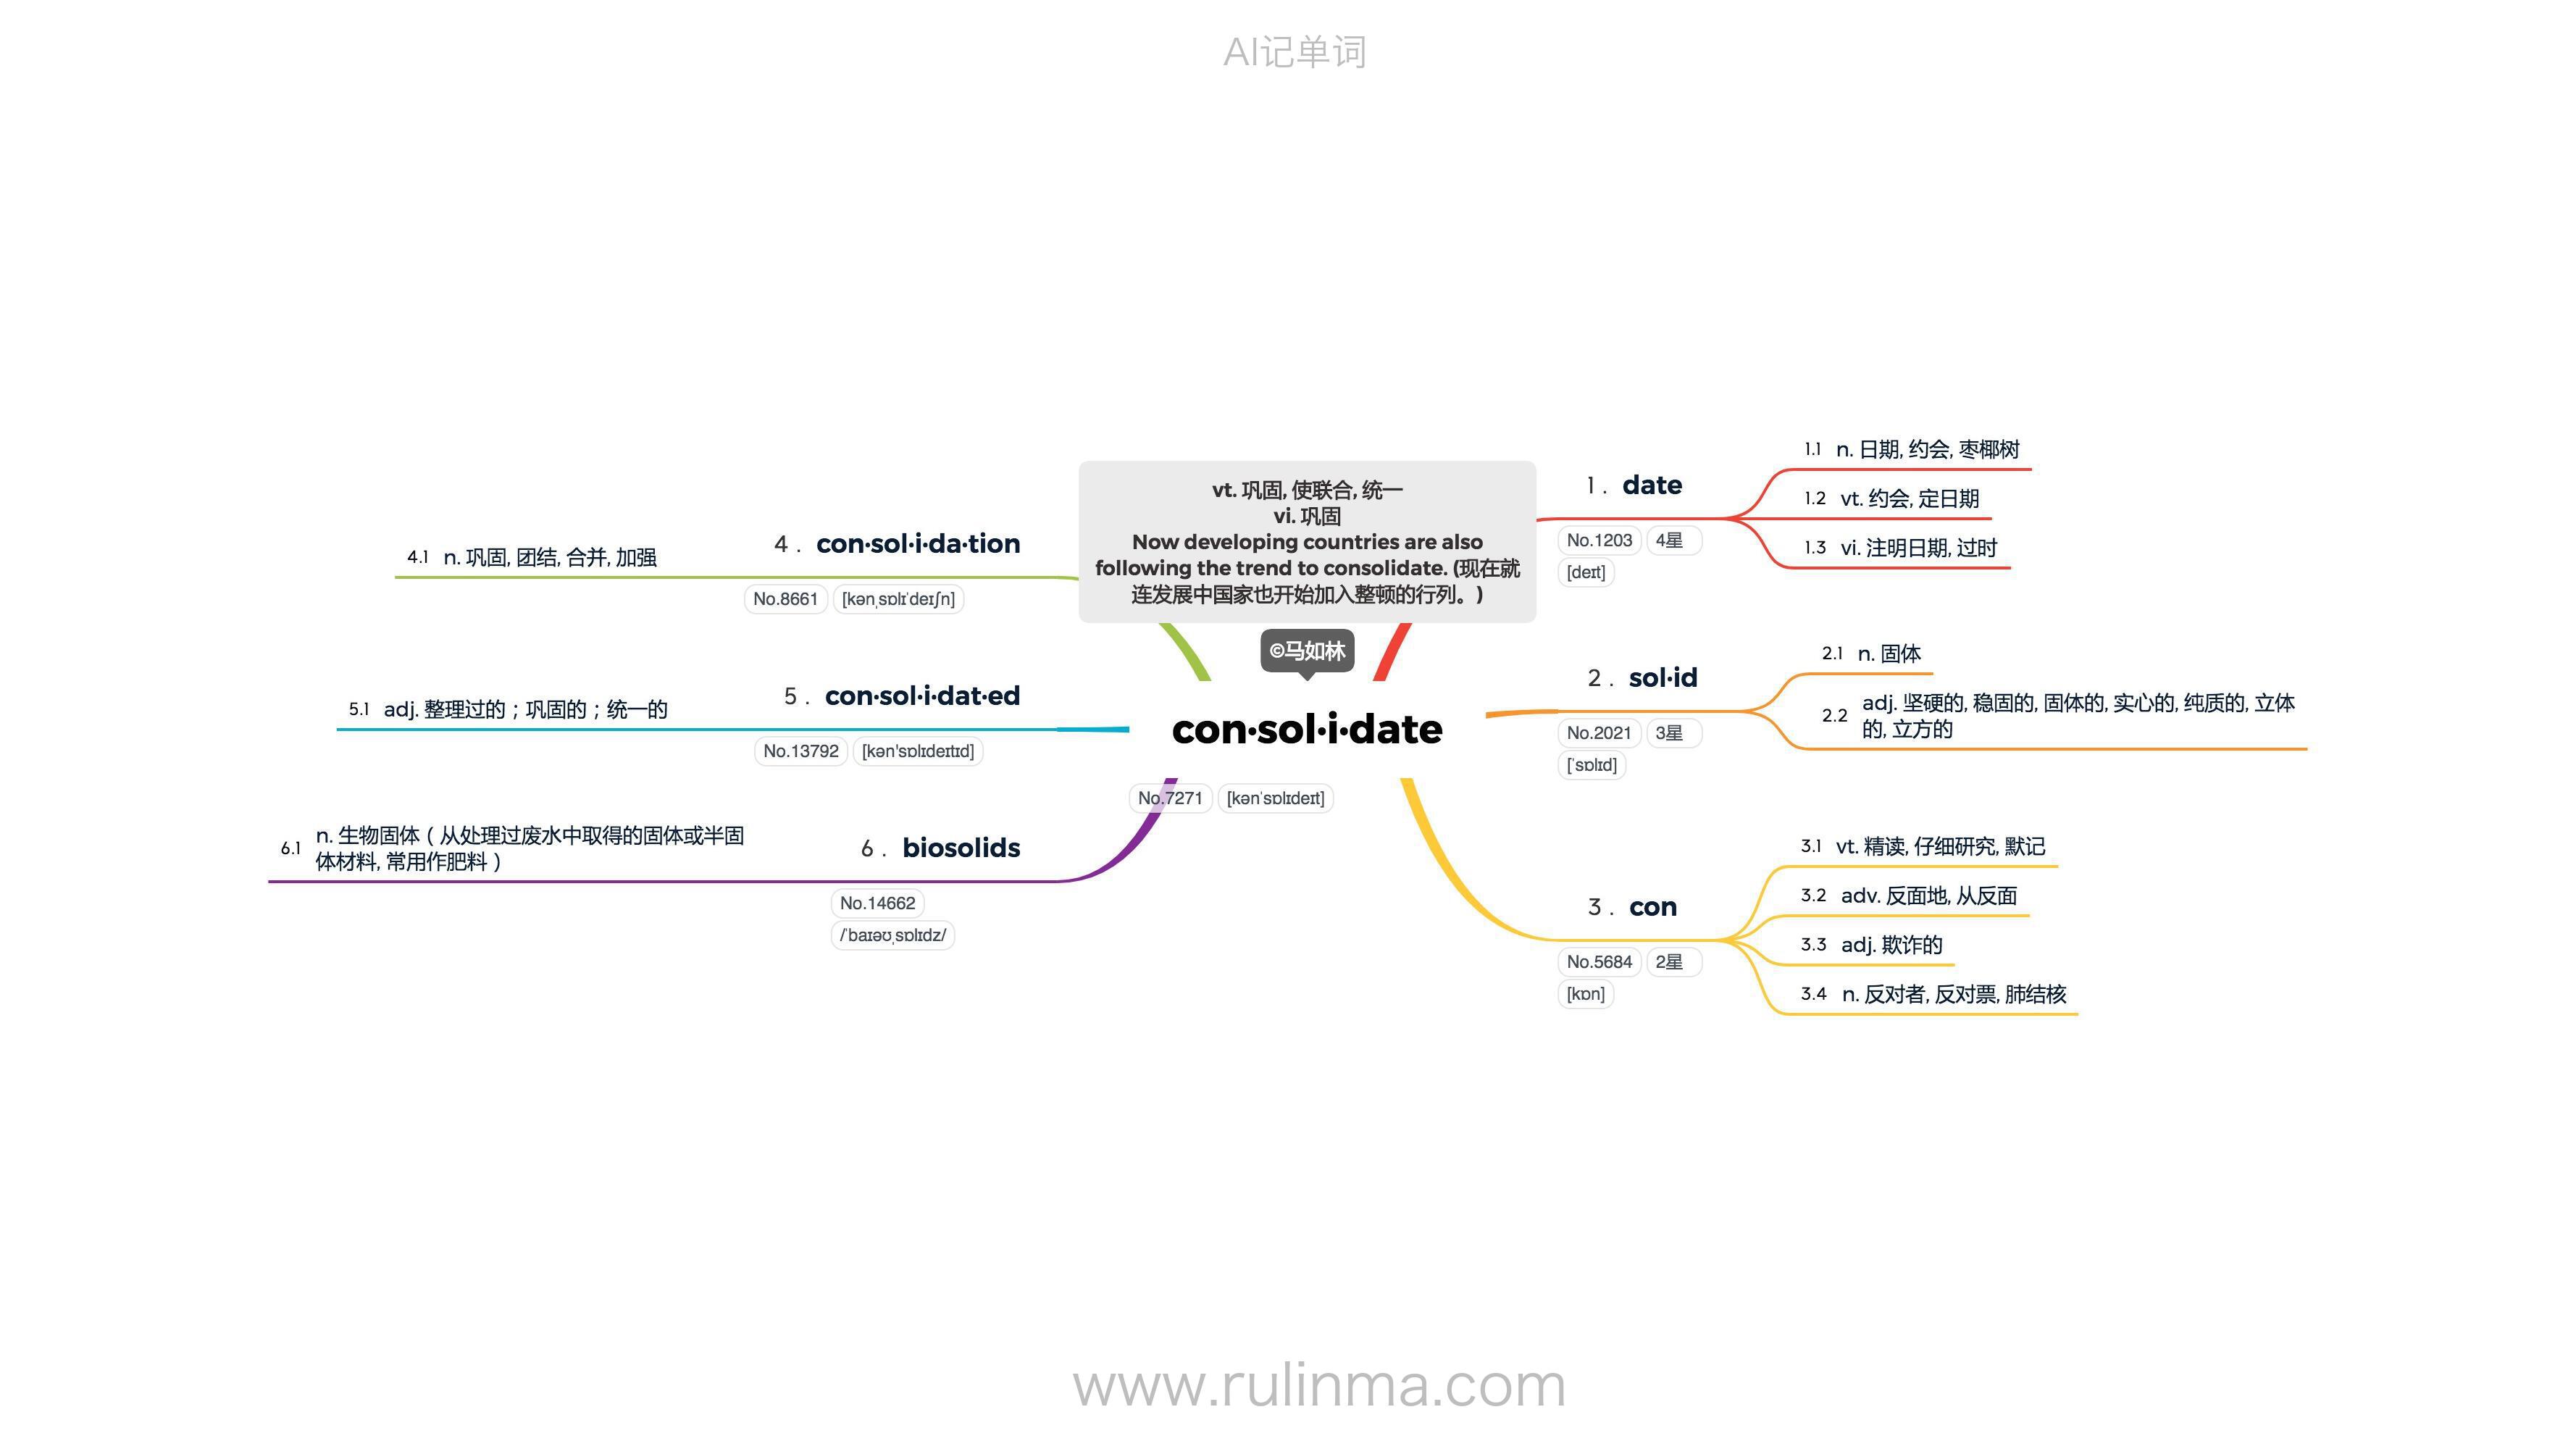 AI记单词
vt. 巩固, 使联合, 统一
vi. 巩固
Now developing countries are also
following the trend to consolidate. (现在就
连发展中国家也开始加入整顿的行列。)
©马如林
con·sol·i·date
No.7271 [kənˈsɒlɪdeɪt]
1. date
No.1203 4星
[deɪt]
1.1 n. 日期, 约会, 枣椰树
1.2 vt. 约会, 定日期
1.3 vi. 注明日期, 过时
2. sol·id
No.2021 3星
[ˈsɒlɪd]
2.1 n. 固体
2.2 adj. 坚硬的, 稳固的, 固体的, 实心的, 纯质的, 立体
的, 立方的
3. con
No.5684 2星
[kɒn]
3.1 vt. 精读, 仔细研究, 默记
3.2 adv. 反面地, 从反面
3.3 adj. 欺诈的
3.4 n. 反对者, 反对票, 肺结核
4. con·sol·i·da·tion
No.8661 [kənˌsɒlɪˈdeɪʃn]
4.1 n. 巩固, 团结, 合并, 加强
5. con·sol·i·dat·ed
No.13792 [kən'sɒlɪdeɪtɪd]
5.1 adj. 整理过的；巩固的；统一的
6. biosolids
No.14662
/ˈbaɪəʊˌsɒlɪdz/
6.1 n. 生物固体（从处理过废水中取得的固体或半固
体材料, 常用作肥料）
www.rulinma.com